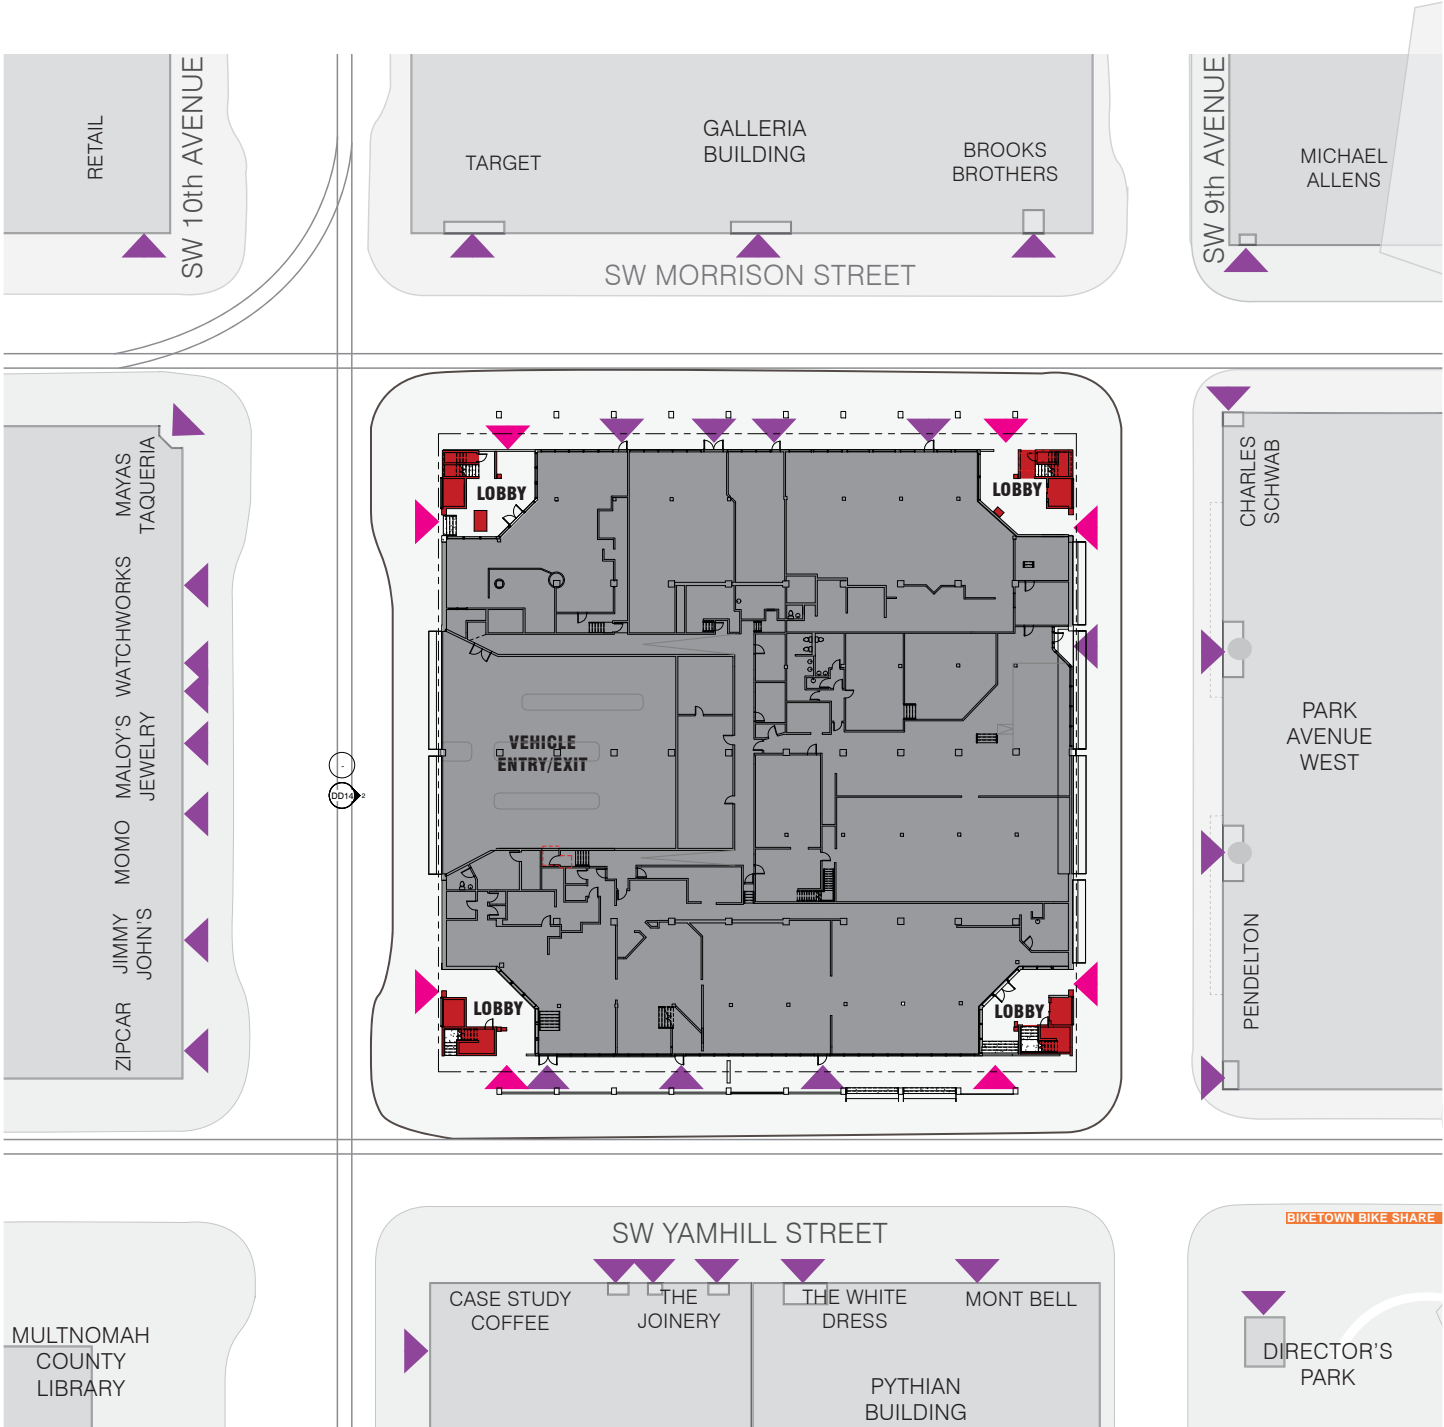 RETAIL
SW 10th AVENUE
TARGET
GALLERIA
BUILDING
BROOKS
BROTHERS
SW 9th AVENUE
MICHAEL
ALLENS
SW MORRISON STREET
MAYAS
TAQUERIA
WATCHWORKS
MALOY'S
JEWELRY
MOMO
JIMMY
JOHN'S
ZIPCAR
LOBBY
LOBBY
VEHICLE
ENTRY/EXIT
LOBBY
LOBBY
-
DD14
2
CHARLES
SCHWAB
PARK
AVENUE
WEST
PENDELTON
SW YAMHILL STREET
BIKETOWN BIKE SHARE
CASE STUDY
COFFEE
THE
JOINERY
THE WHITE
DRESS
MONT BELL
PYTHIAN
BUILDING
MULTNOMAH
COUNTY
LIBRARY
DIRECTOR'S
PARK